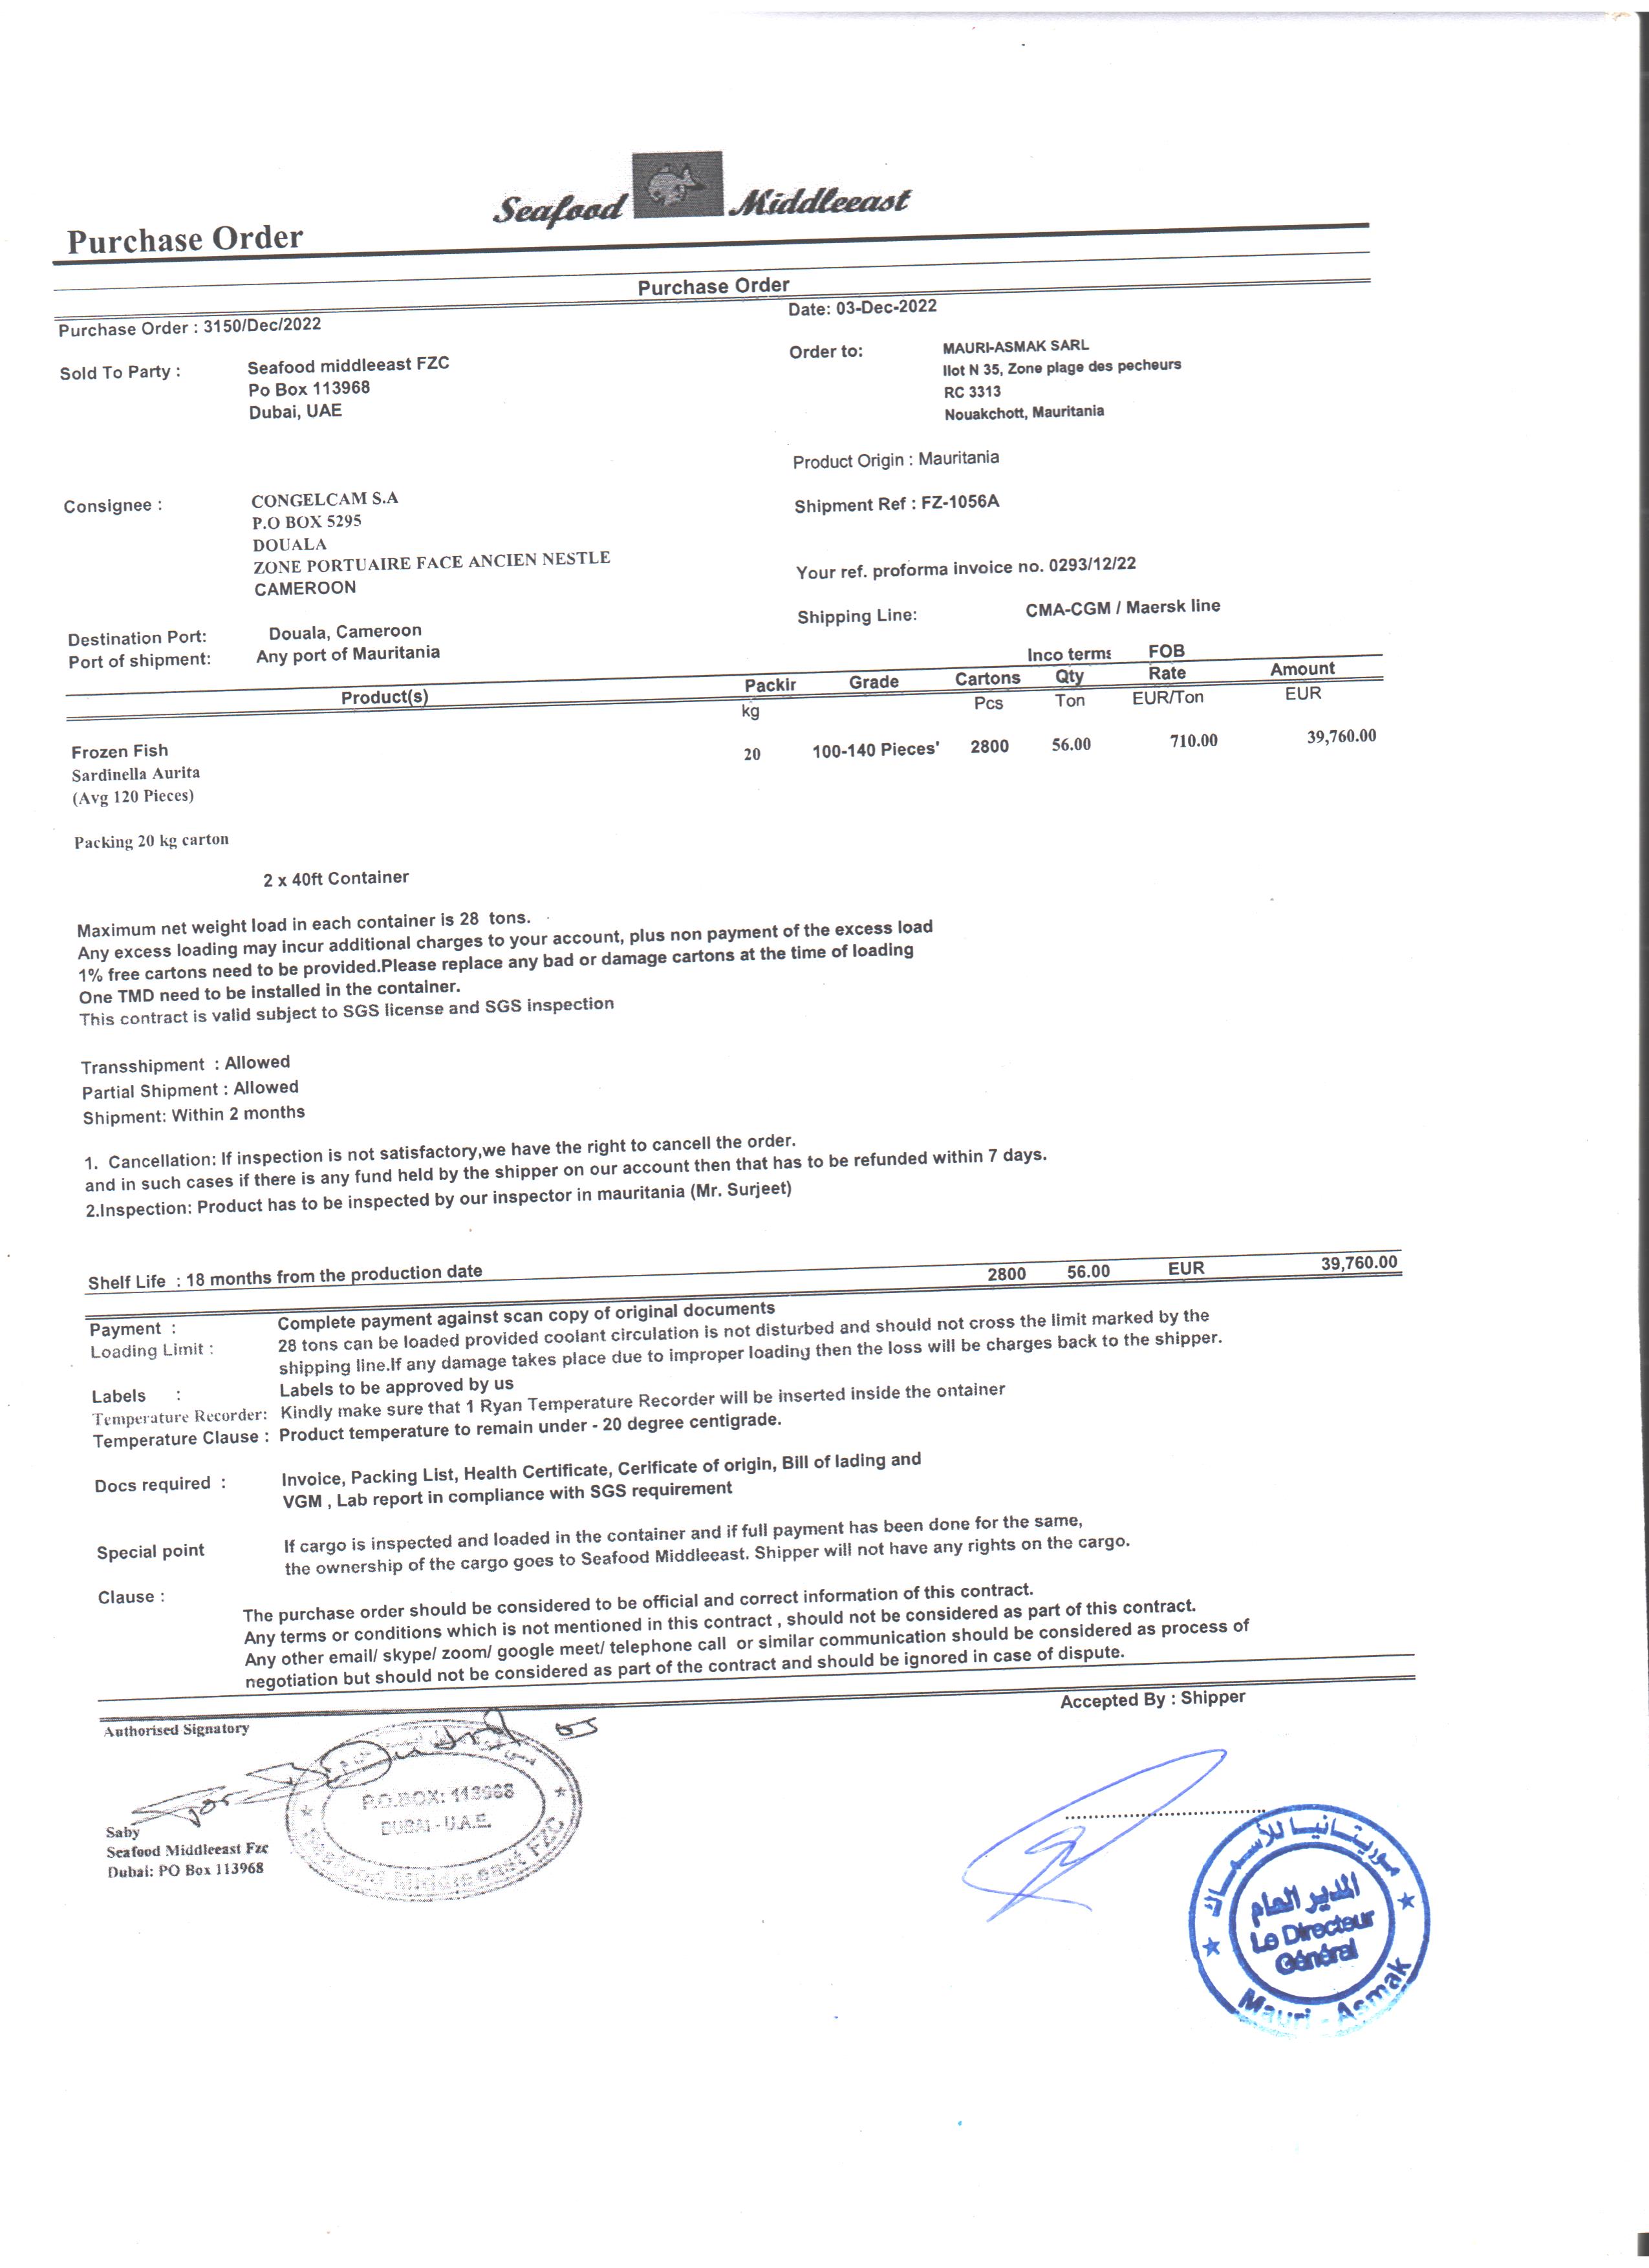 Seafood Middleeast
Purchase Order
Purchase Order
Purchase Order : 3150/Dec/2022
Date: 03-Dec-2022
Sold To Party :
Seafood middleeast FZC
Po Box 113968
Dubai, UAE
Order to:
MAURI-ASMAK SARL
Ilot N 35, Zone plage des pecheurs
RC 3313
Nouakchott, Mauritania
Product Origin : Mauritania
Consignee :
CONGELCAM S.A
P.O BOX 5295
DOUALA
ZONE PORTUAIRE FACE ANCIEN NESTLE
CAMEROON
Shipment Ref : FZ-1056A
Your ref. proforma invoice no. 0293/12/22
Shipping Line: CMA-CGM / Maersk line
Destination Port: Douala, Cameroon
Port of shipment: Any port of Mauritania
Inco terms FOB
Product(s) Packir Grade Cartons Qty Rate Amount
kg Pcs Ton EUR/Ton EUR
Frozen Fish 20 100-140 Pieces' 2800 56.00 710.00 39,760.00
Sardinella Aurita
(Avg 120 Pieces)
Packing 20 kg carton
2 x 40ft Container
Maximum net weight load in each container is 28 tons.
Any excess loading may incur additional charges to your account, plus non payment of the excess load
1% free cartons need to be provided.Please replace any bad or damage cartons at the time of loading
One TMD need to be installed in the container.
This contract is valid subject to SGS license and SGS inspection
Transshipment : Allowed
Partial Shipment : Allowed
Shipment: Within 2 months
1. Cancellation: If inspection is not satisfactory,we have the right to cancell the order.
and in such cases if there is any fund held by the shipper on our account then that has to be refunded within 7 days.
2.Inspection: Product has to be inspected by our inspector in mauritania (Mr. Surjeet)
Shelf Life : 18 months from the production date 2800 56.00 EUR 39,760.00
Payment : Complete payment against scan copy of original documents
Loading Limit : 28 tons can be loaded provided coolant circulation is not disturbed and should not cross the limit marked by the
shipping line.If any damage takes place due to improper loading then the loss will be charges back to the shipper.
Labels : Labels to be approved by us
Temperature Recorder: Kindly make sure that 1 Ryan Temperature Recorder will be inserted inside the ontainer
Temperature Clause : Product temperature to remain under - 20 degree centigrade.
Docs required : Invoice, Packing List, Health Certificate, Cerificate of origin, Bill of lading and
VGM , Lab report in compliance with SGS requirement
Special point If cargo is inspected and loaded in the container and if full payment has been done for the same,
the ownership of the cargo goes to Seafood Middleeast. Shipper will not have any rights on the cargo.
Clause :
The purchase order should be considered to be official and correct information of this contract.
Any terms or conditions which is not mentioned in this contract , should not be considered as part of this contract.
Any other email/ skype/ zoom/ google meet/ telephone call or similar communication should be considered as process of
negotiation but should not be considered as part of the contract and should be ignored in case of dispute.
Authorised Signatory
Accepted By : Shipper
P.O.BOX: 113968
DUBAI - U.A.E.
Seafood Middle east FZC
Saby
Seafood Middleeast Fzc
Dubai: PO Box 113968
موريتانيا للأسماك
المدير العام
Le Directeur
Général
Mauri - Asmak